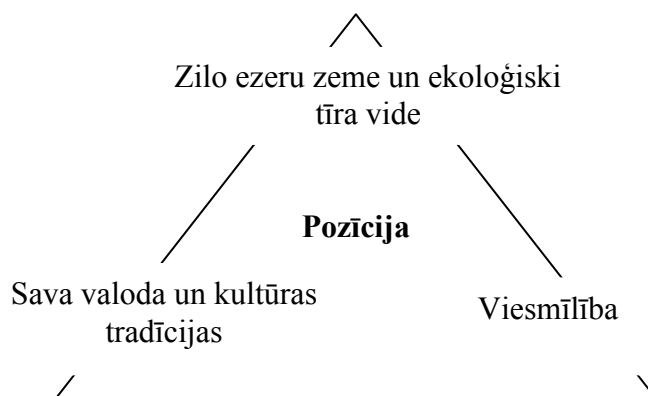 Zilo ezeru zeme un ekoloģiski
tīra vide
Pozīcija
Sava valoda un kultūras
tradīcijas
Viesmīlība